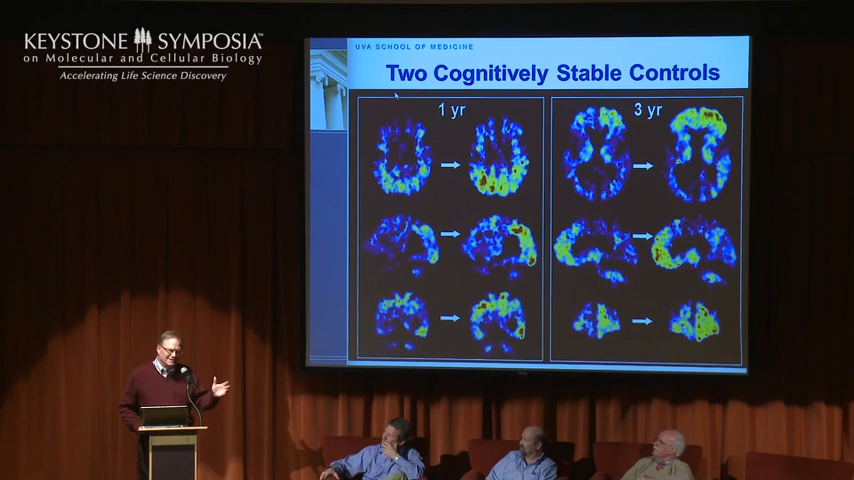 KEYSTONE SYMPOSIA™
on Molecular and Cellular Biology
Accelerating Life Science Discovery
UVA SCHOOL OF MEDICINE
Two Cognitively Stable Controls
1 yr
3 yr